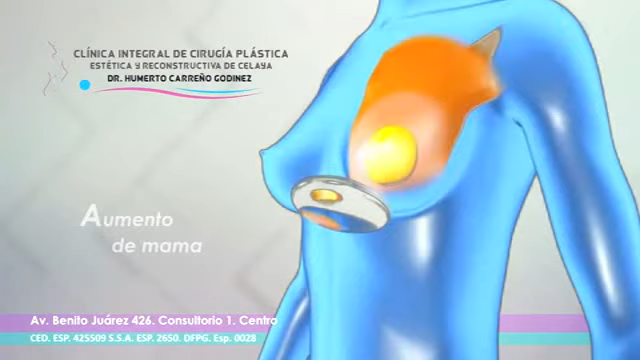 CLÍNICA INTEGRAL DE CIRUGÍA PLÁSTICA
ESTÉTICA Y RECONSTRUCTIVA DE CELAYA
DR. HUMERTO CARREÑO GODINEZ
Aumento
de mama
Av. Benito Juárez 426. Consultorio 1. Centro
CED. ESP. 425509 S.S.A. ESP. 2650. DFPG. Esp. 0028